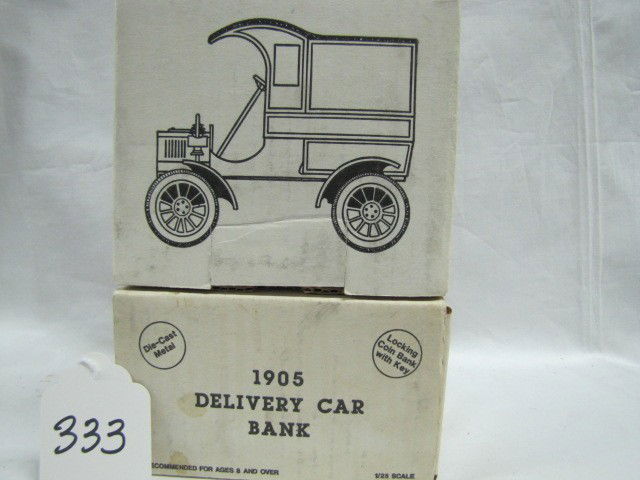 Die-Cast
Metal
Locking
Coin Bank
with Key
1905
DELIVERY CAR
BANK
333
RECOMMENDED FOR AGES 8 AND OVER
1/25 SCALE